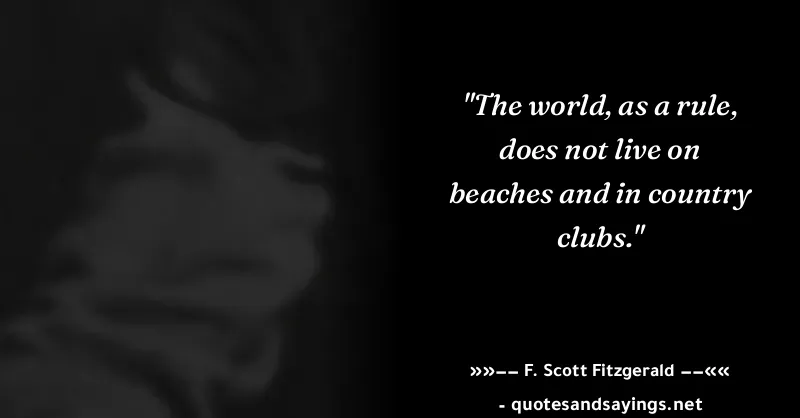 "The world, as a rule,
does not live on
beaches and in country
clubs."
»»−− F. Scott Fitzgerald −−««
- quotesandsayings.net